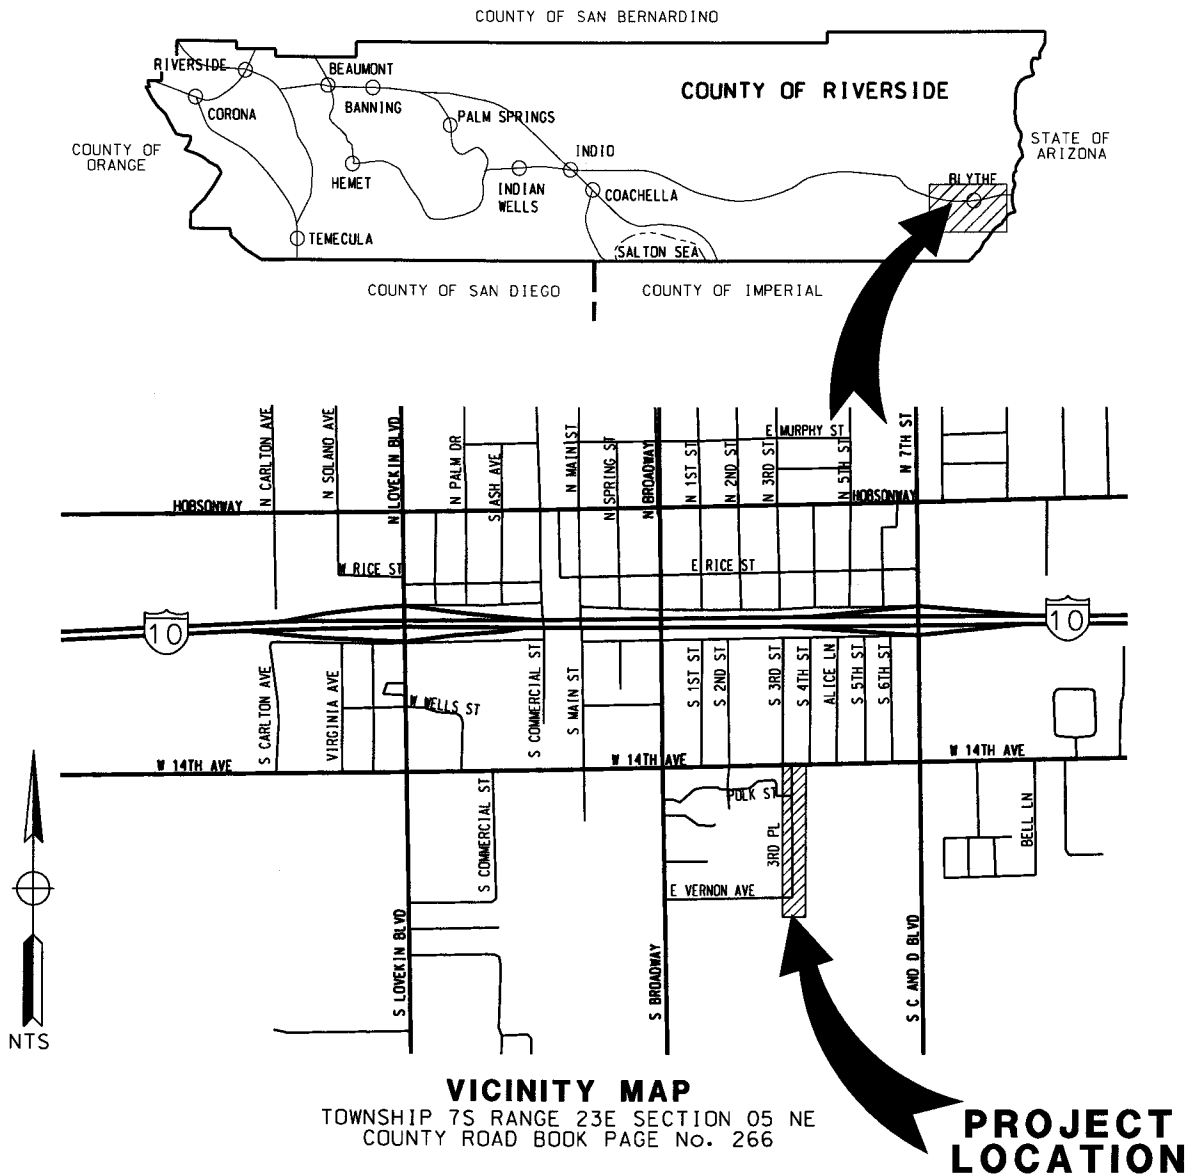 COUNTY OF SAN BERNARDINO
RIVERSIDE
BEAUMONT
BANNING
CORONA
PALM SPRINGS
COUNTY OF RIVERSIDE
COUNTY OF
ORANGE
STATE OF
ARIZONA
HEMET
INDIO
INDIAN
WELLS
COACHELLA
BLYTHE
TEMECULA
SALTON SEA
COUNTY OF SAN DIEGO
COUNTY OF IMPERIAL
N CARLTON AVE
N SOLANO AVE
N LOVEKIN BLVD
N PALM DR
S ASH AVE
N MAIN ST
N SPRING ST
N BROADWAY
N 1ST ST
N 2ND ST
N 3RD ST
E MURPHY ST
N 5TH ST
N 7TH ST
HOBSONWAY
HOBSONWAY
W RICE ST
E RICE ST
10
10
S CARLTON AVE
VIRGINIA AVE
W WELLS ST
S COMMERCIAL ST
S MAIN ST
S 1ST ST
S 2ND ST
S 3RD ST
S 4TH ST
ALICE LN
S 5TH ST
S 6TH ST
W 14TH AVE
W 14TH AVE
W 14TH AVE
S COMMERCIAL ST
POLK ST
3RD PL
E VERNON AVE
BELL LN
S LOVEKIN BLVD
S BROADWAY
S C AND D BLVD
NTS
VICINITY MAP
TOWNSHIP 7S RANGE 23E SECTION 05 NE
COUNTY ROAD BOOK PAGE No. 266
PROJECT
LOCATION